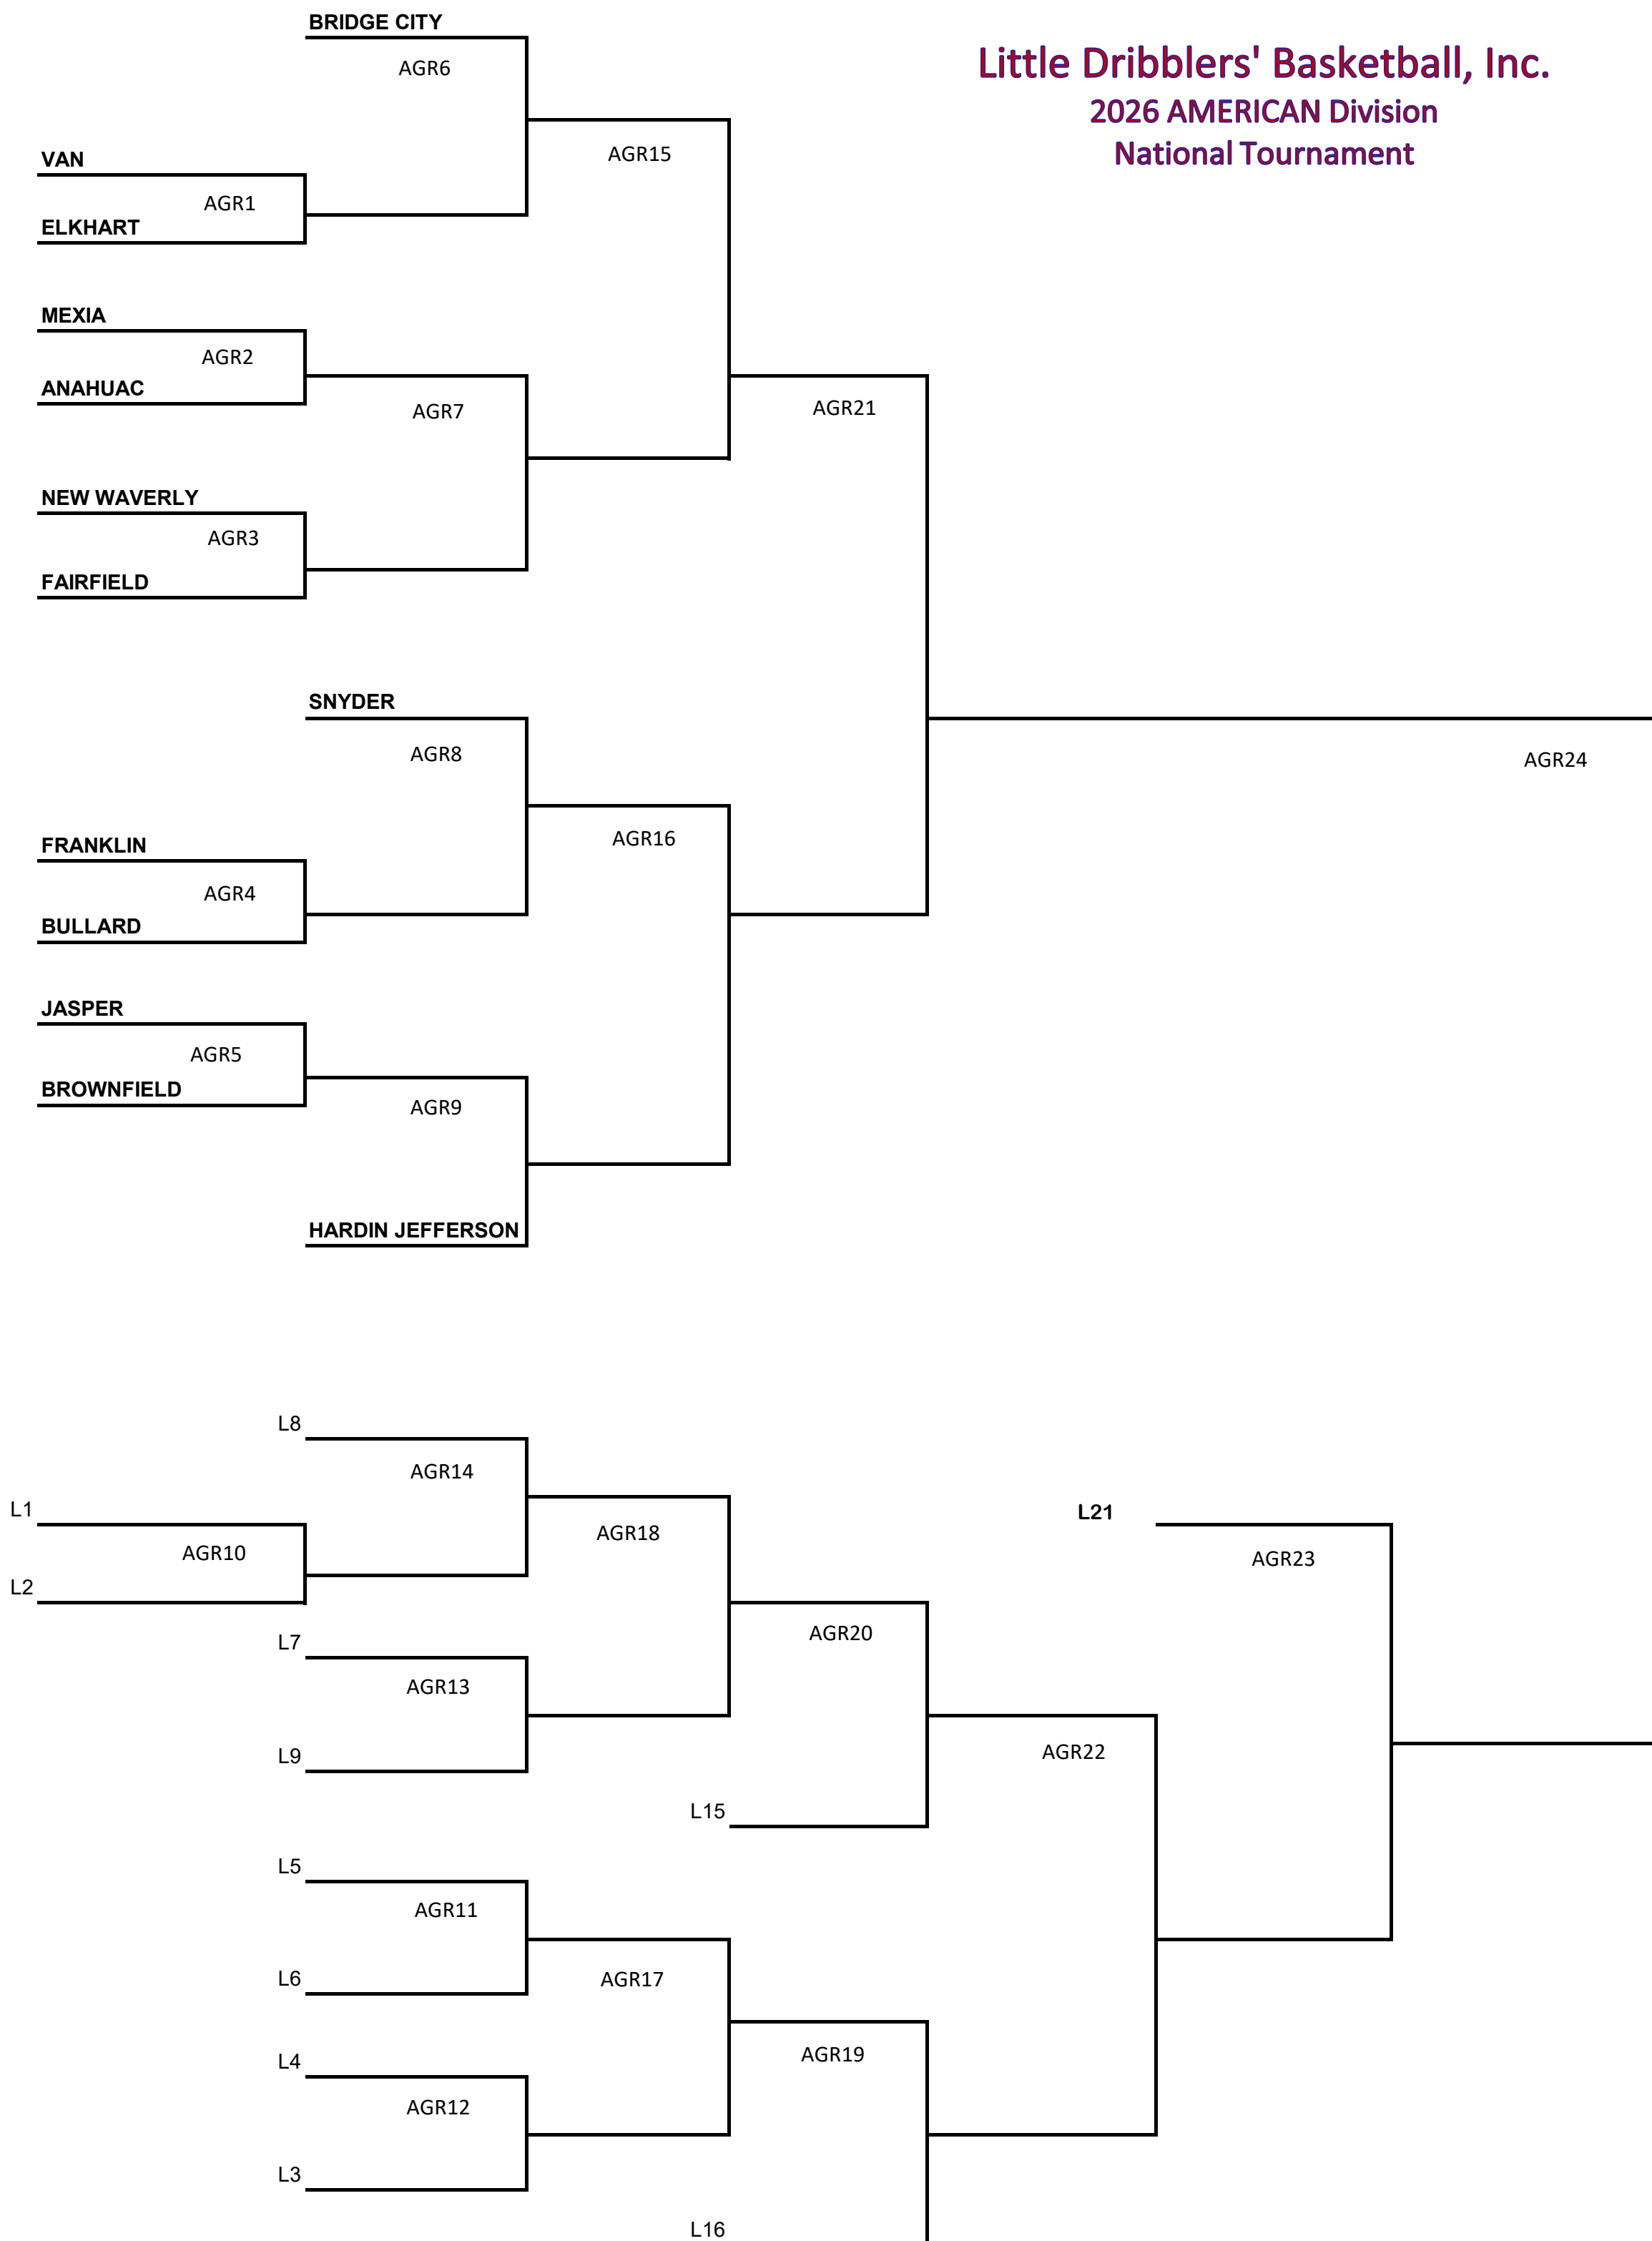 BRIDGE CITY
Little Dribblers' Basketball, Inc.
AGR6
2026 AMERICAN Division
National Tournament
AGR15
VAN
AGR1
ELKHART
MEXIA
AGR2
ANAHUAC
AGR7
AGR21
NEW WAVERLY
AGR3
FAIRFIELD
SNYDER
AGR8
AGR24
AGR16
FRANKLIN
AGR4
BULLARD
JASPER
AGR5
BROWNFIELD
AGR9
HARDIN JEFFERSON
L8
AGR14
L1
L21
AGR18
AGR10
AGR23
L2
L7
AGR20
AGR13
L9
AGR22
L15
L5
AGR11
L6
AGR17
L4
AGR19
AGR12
L3
L16